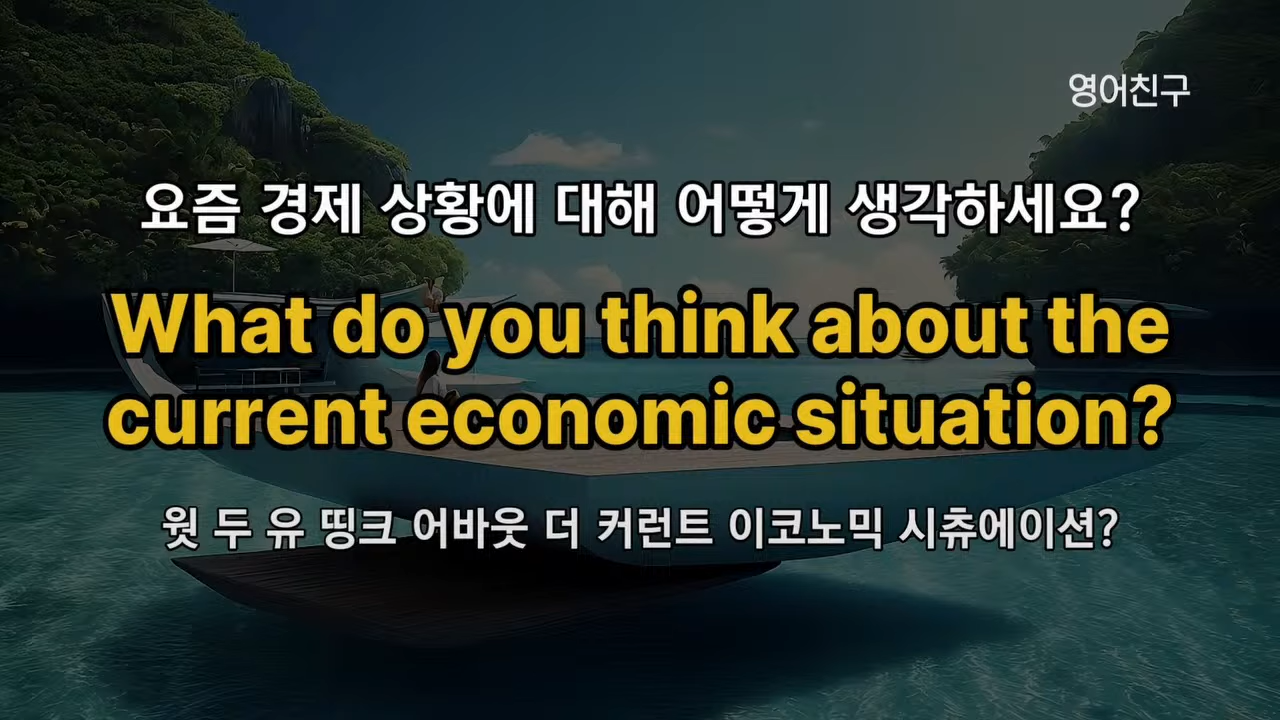 영어친구
요즘 경제 상황에 대해 어떻게 생각하세요?
What do you think about the
current economic situation?
웟 두 유 띵크 어바웃 더 커런트 이코노믹 시츄에이션?